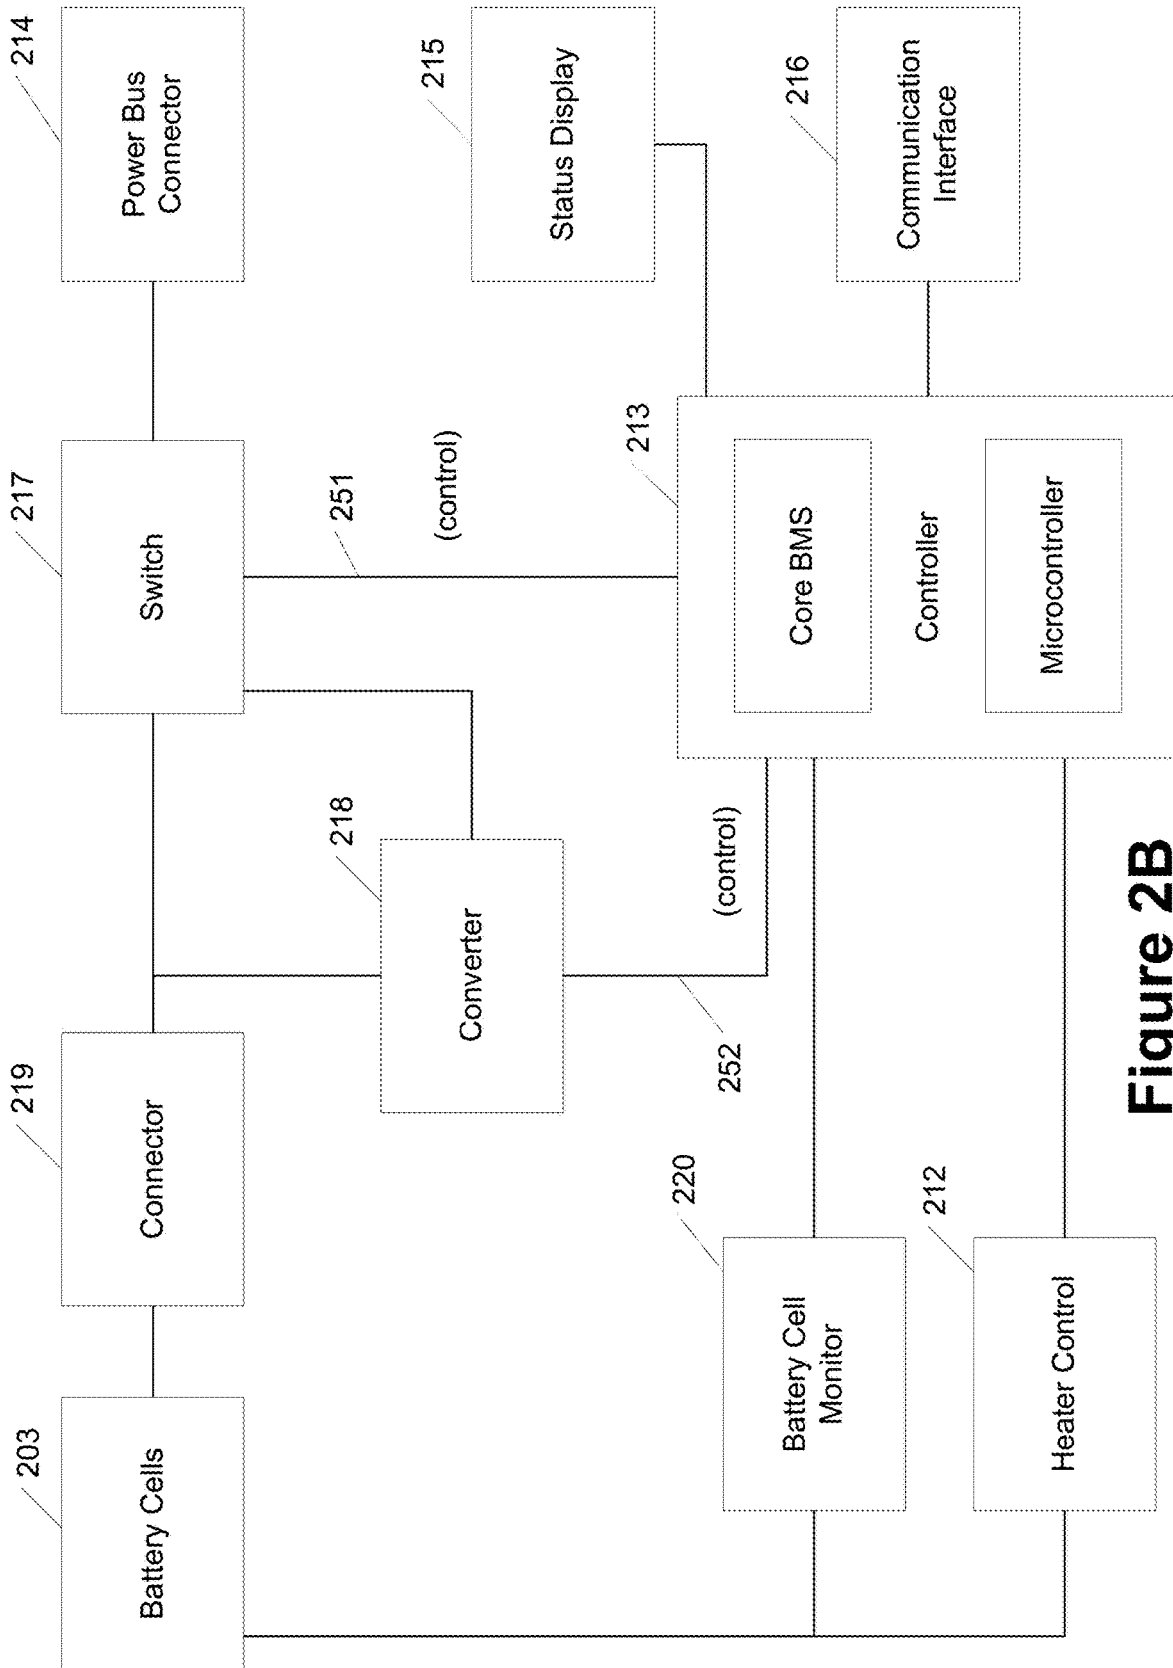 203
219
217
214
Battery Cells
Connector
Switch
Power Bus
Connector
218
251
(control)
215
Converter
Status Display
220
252
(control)
213
216
Battery Cell
Monitor
Core BMS
Communication
Interface
212
Controller
Heater Control
Microcontroller
Figure 2B